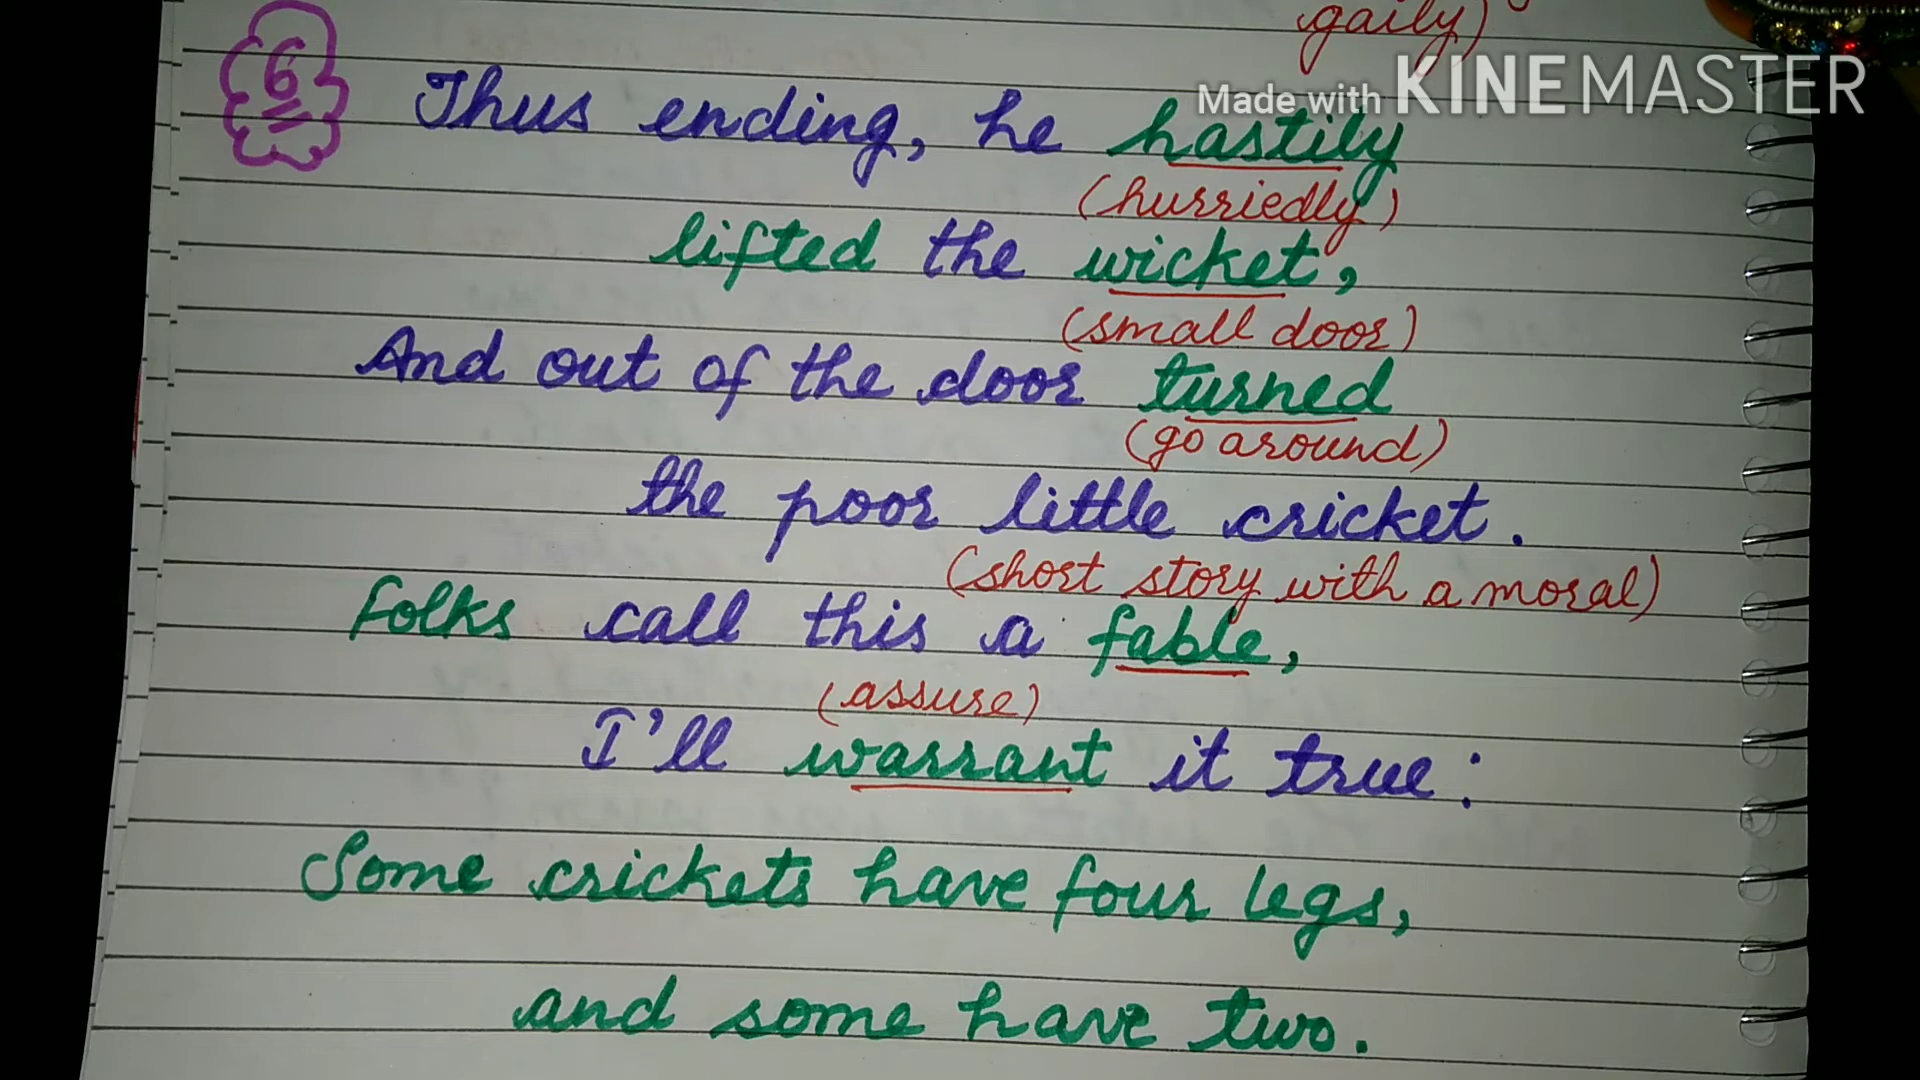 gaily)
Made with KINEMASTER
6 Thus ending, he hastily
(hurriedly)
lifted the wicket,
(small door)
And out of the door turned
(go around)
the poor little cricket.
(short story with a moral)
Folks call this a fable,
(assure)
I'll warrant it true:
Some crickets have four legs,
and some have two.